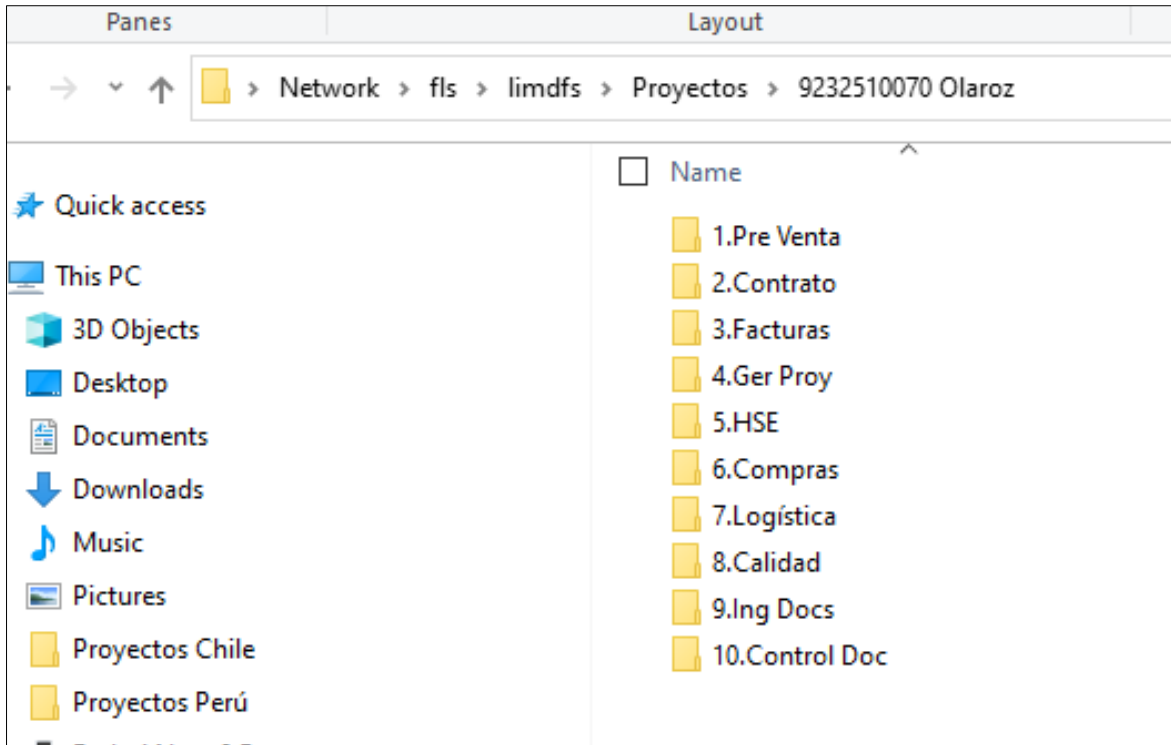 Panes Layout
Network > fls > limdfs > Proyectos > 9232510070 Olaroz
Name
Quick access
This PC
3D Objects
Desktop
Documents
Downloads
Music
Pictures
Proyectos Chile
Proyectos Perú
1.Pre Venta
2.Contrato
3.Facturas
4.Ger Proy
5.HSE
6.Compras
7.Logística
8.Calidad
9.Ing Docs
10.Control Doc